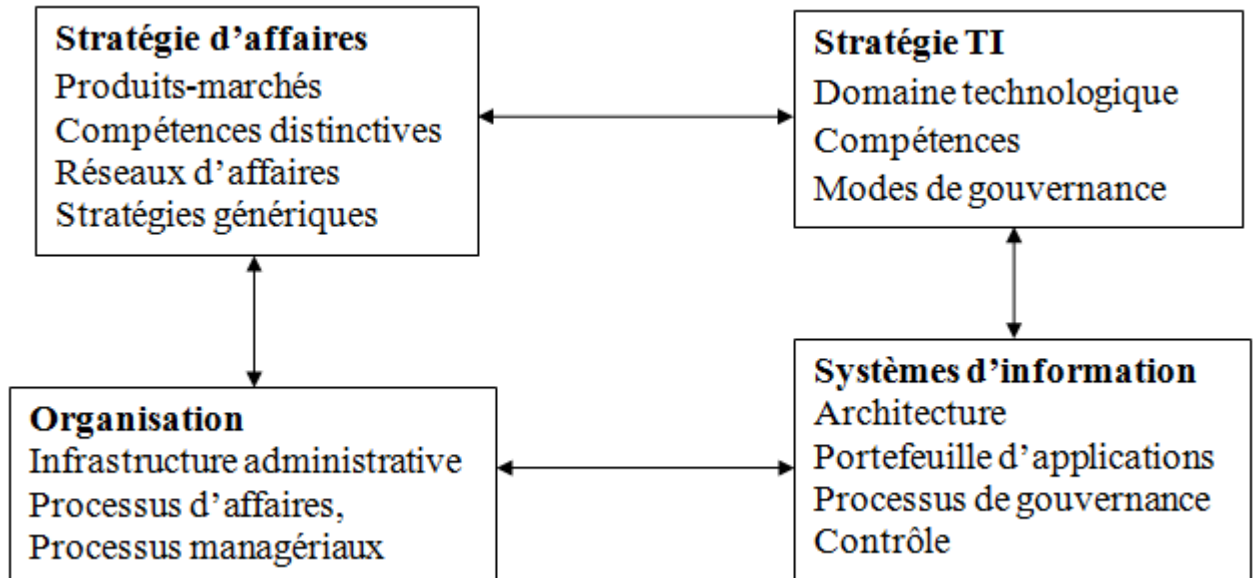 Stratégie d’affaires
Produits-marchés
Compétences distinctives
Réseaux d’affaires
Stratégies génériques
Stratégie TI
Domaine technologique
Compétences
Modes de gouvernance
Organisation
Infrastructure administrative
Processus d’affaires,
Processus managériaux
Systèmes d’information
Architecture
Portefeuille d’applications
Processus de gouvernance
Contrôle